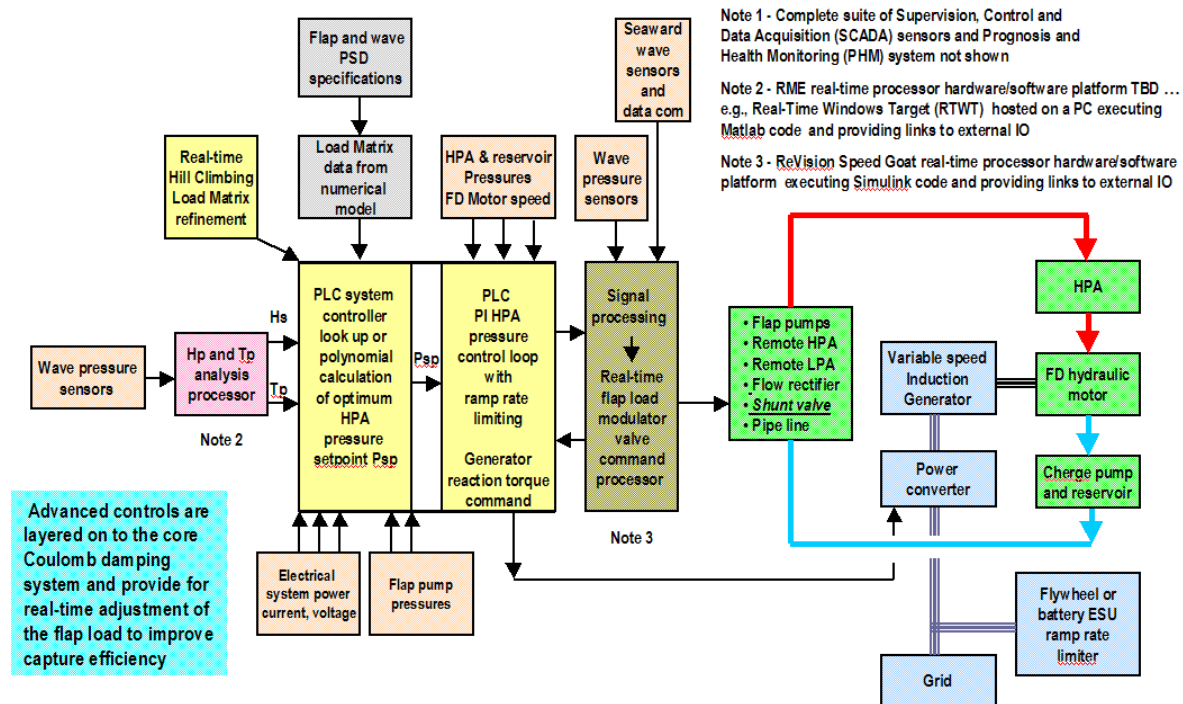 Note 1 - Complete suite of Supervision, Control and
Data Acquisition (SCADA) sensors and Prognosis and
Health Monitoring (PHM) system not shown
Note 2 - RME real-time processor hardware/software platform TBD …
e.g., Real-Time Windows Target (RTWT) hosted on a PC executing
Matlab code and providing links to external IO
Note 3 - ReVision Speed Goat real-time processor hardware/software
platform executing Simulink code and providing links to external IO
Flap and wave
PSD
specifications
Seaward
wave
sensors
and
data com
Real-time
Hill Climbing
Load Matrix
refinement
Load Matrix
data from
numerical
model
HPA & reservoir
Pressures
FD Motor speed
Wave
pressure
sensors
Wave pressure
sensors
Hp and Tp
analysis
processor
Note 2
Hs
Tp
PLC system
controller
look up or
polynomial
calculation
of optimum
HPA
pressure
setpoint Psp
Psp
PLC
PI HPA
pressure
control loop
with
ramp rate
limiting
Generator
reaction torque
command
Signal
processing
Real-time
flap load
modulator
valve
command
processor
Note 3
• Flap pumps
• Remote HPA
• Remote LPA
• Flow rectifier
• Shunt valve
• Pipe line
HPA
Variable speed
Induction
Generator
FD hydraulic
motor
Power
converter
Cherge pump
and reservoir
Advanced controls are
layered on to the core
Coulomb damping
system and provide for
real-time adjustment of
the flap load to improve
capture efficiency
Electrical
system power
current, voltage
Flap pump
pressures
Flywheel or
battery ESU
ramp rate
limiter
Grid